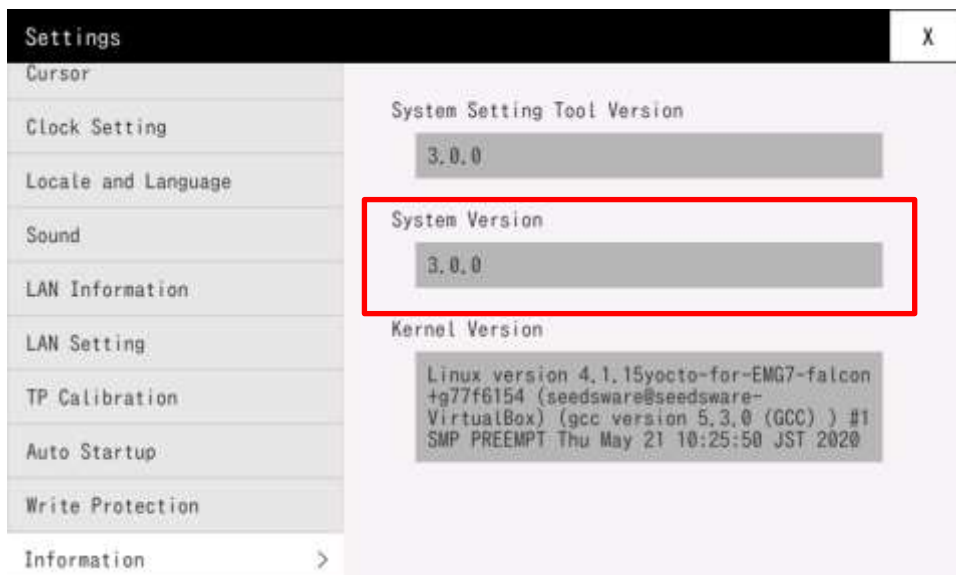 Settings
X
Cursor
Clock Setting
Locale and Language
Sound
LAN Information
LAN Setting
TP Calibration
Auto Startup
Write Protection
Information >
System Setting Tool Version
3.0.0
System Version
3.0.0
Kernel Version
Linux version 4.1.15yocto-for-EMG7-falcon
+g77f6154 (seedsware@seedsware-
VirtualBox) (gcc version 5.3.0 (GCC) ) #1
SMP PREEMPT Thu May 21 10:25:50 JST 2020